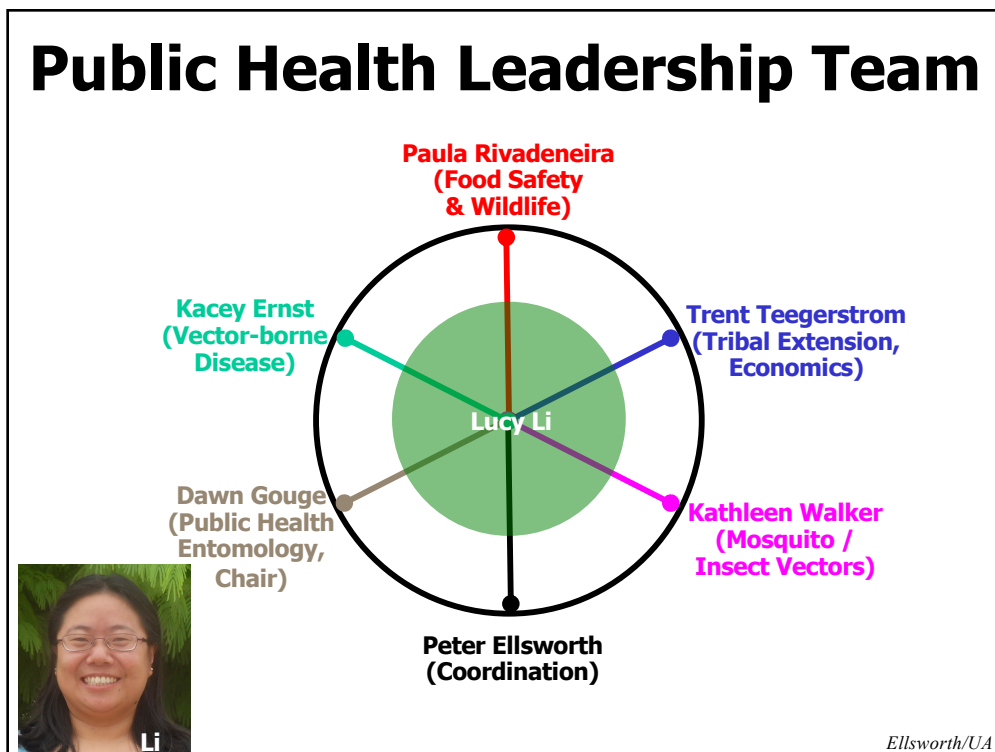 Public Health Leadership Team
Paula Rivadeneira
(Food Safety
& Wildlife)
Kacey Ernst
(Vector-borne
Disease)
Trent Teegerstrom
(Tribal Extension,
Economics)
Lucy Li
Dawn Gouge
(Public Health
Entomology,
Chair)
Kathleen Walker
(Mosquito /
Insect Vectors)
Peter Ellsworth
(Coordination)
Li
Ellsworth/UA